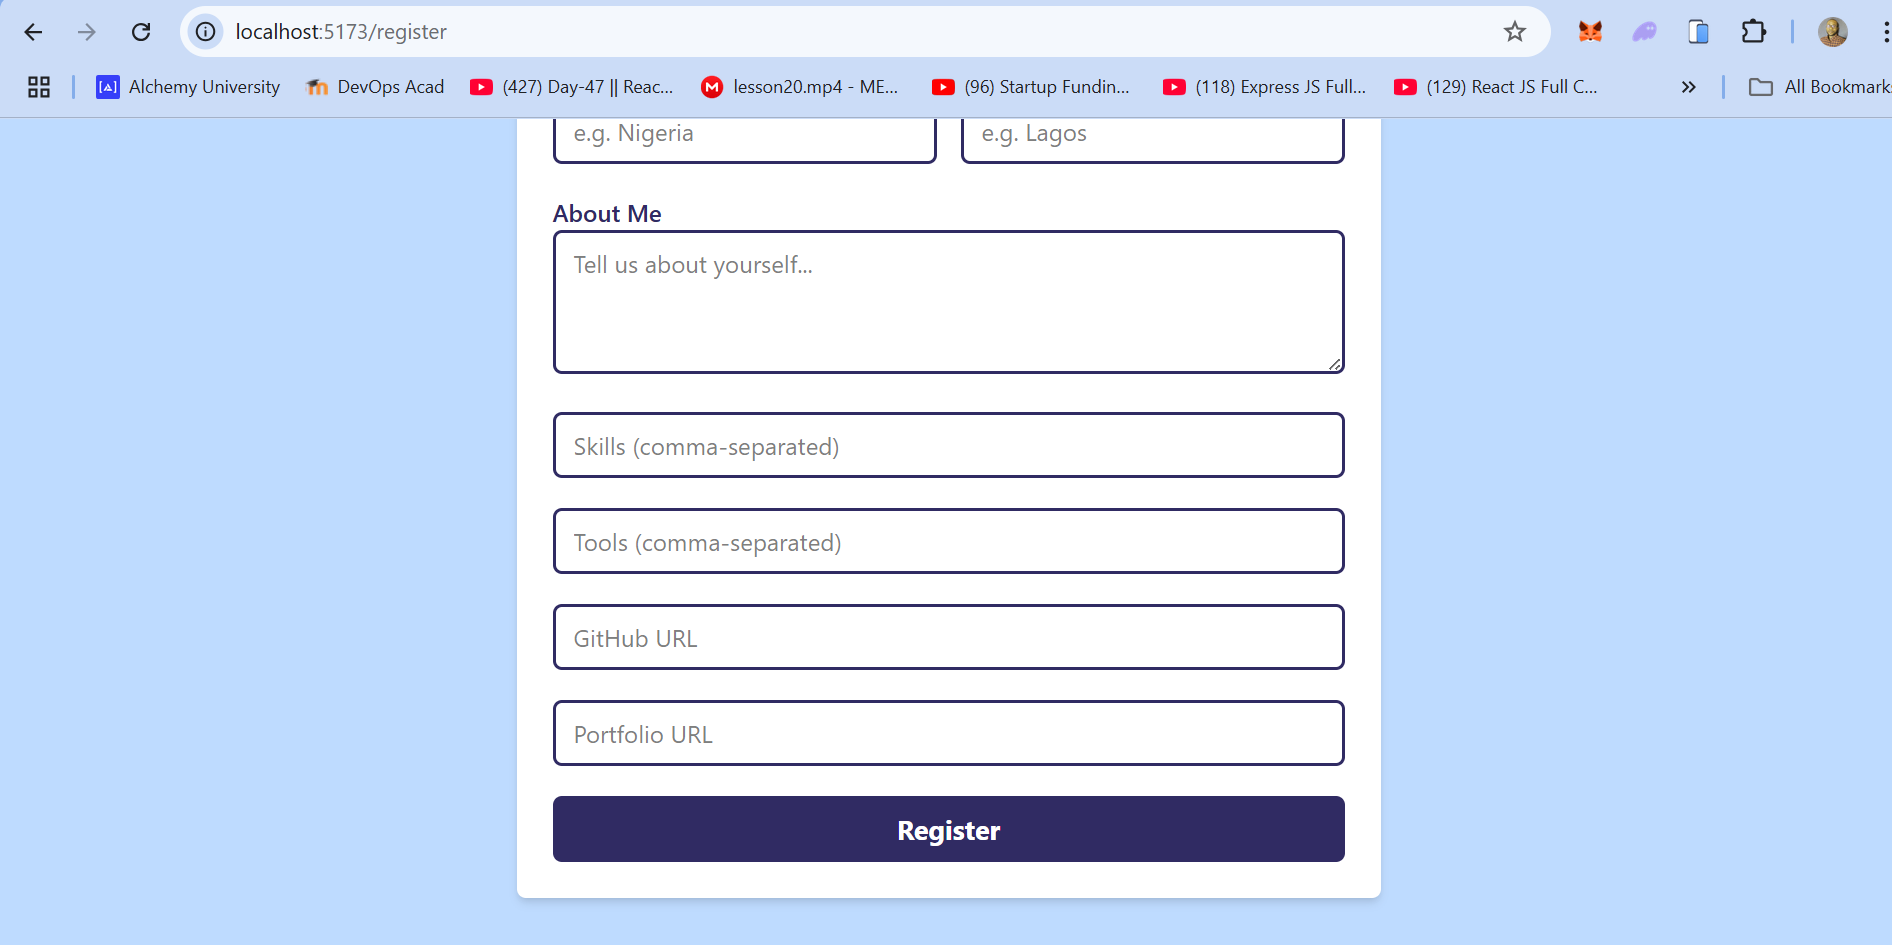 localhost:5173/register
Alchemy University
DevOps Acad
(427) Day-47 || Reac...
lesson20.mp4 - ME...
(96) Startup Fundin...
(118) Express JS Full...
(129) React JS Full C...
All Bookmarks
e.g. Nigeria
e.g. Lagos
About Me
Tell us about yourself...
Skills (comma-separated)
Tools (comma-separated)
GitHub URL
Portfolio URL
Register